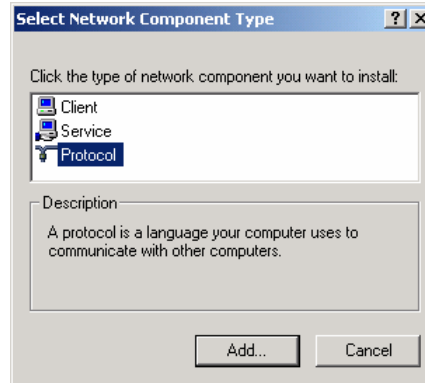 Select Network Component Type
Click the type of network component you want to install:
Client
Service
Protocol
Description
A protocol is a language your computer uses to
communicate with other computers.
Add... Cancel